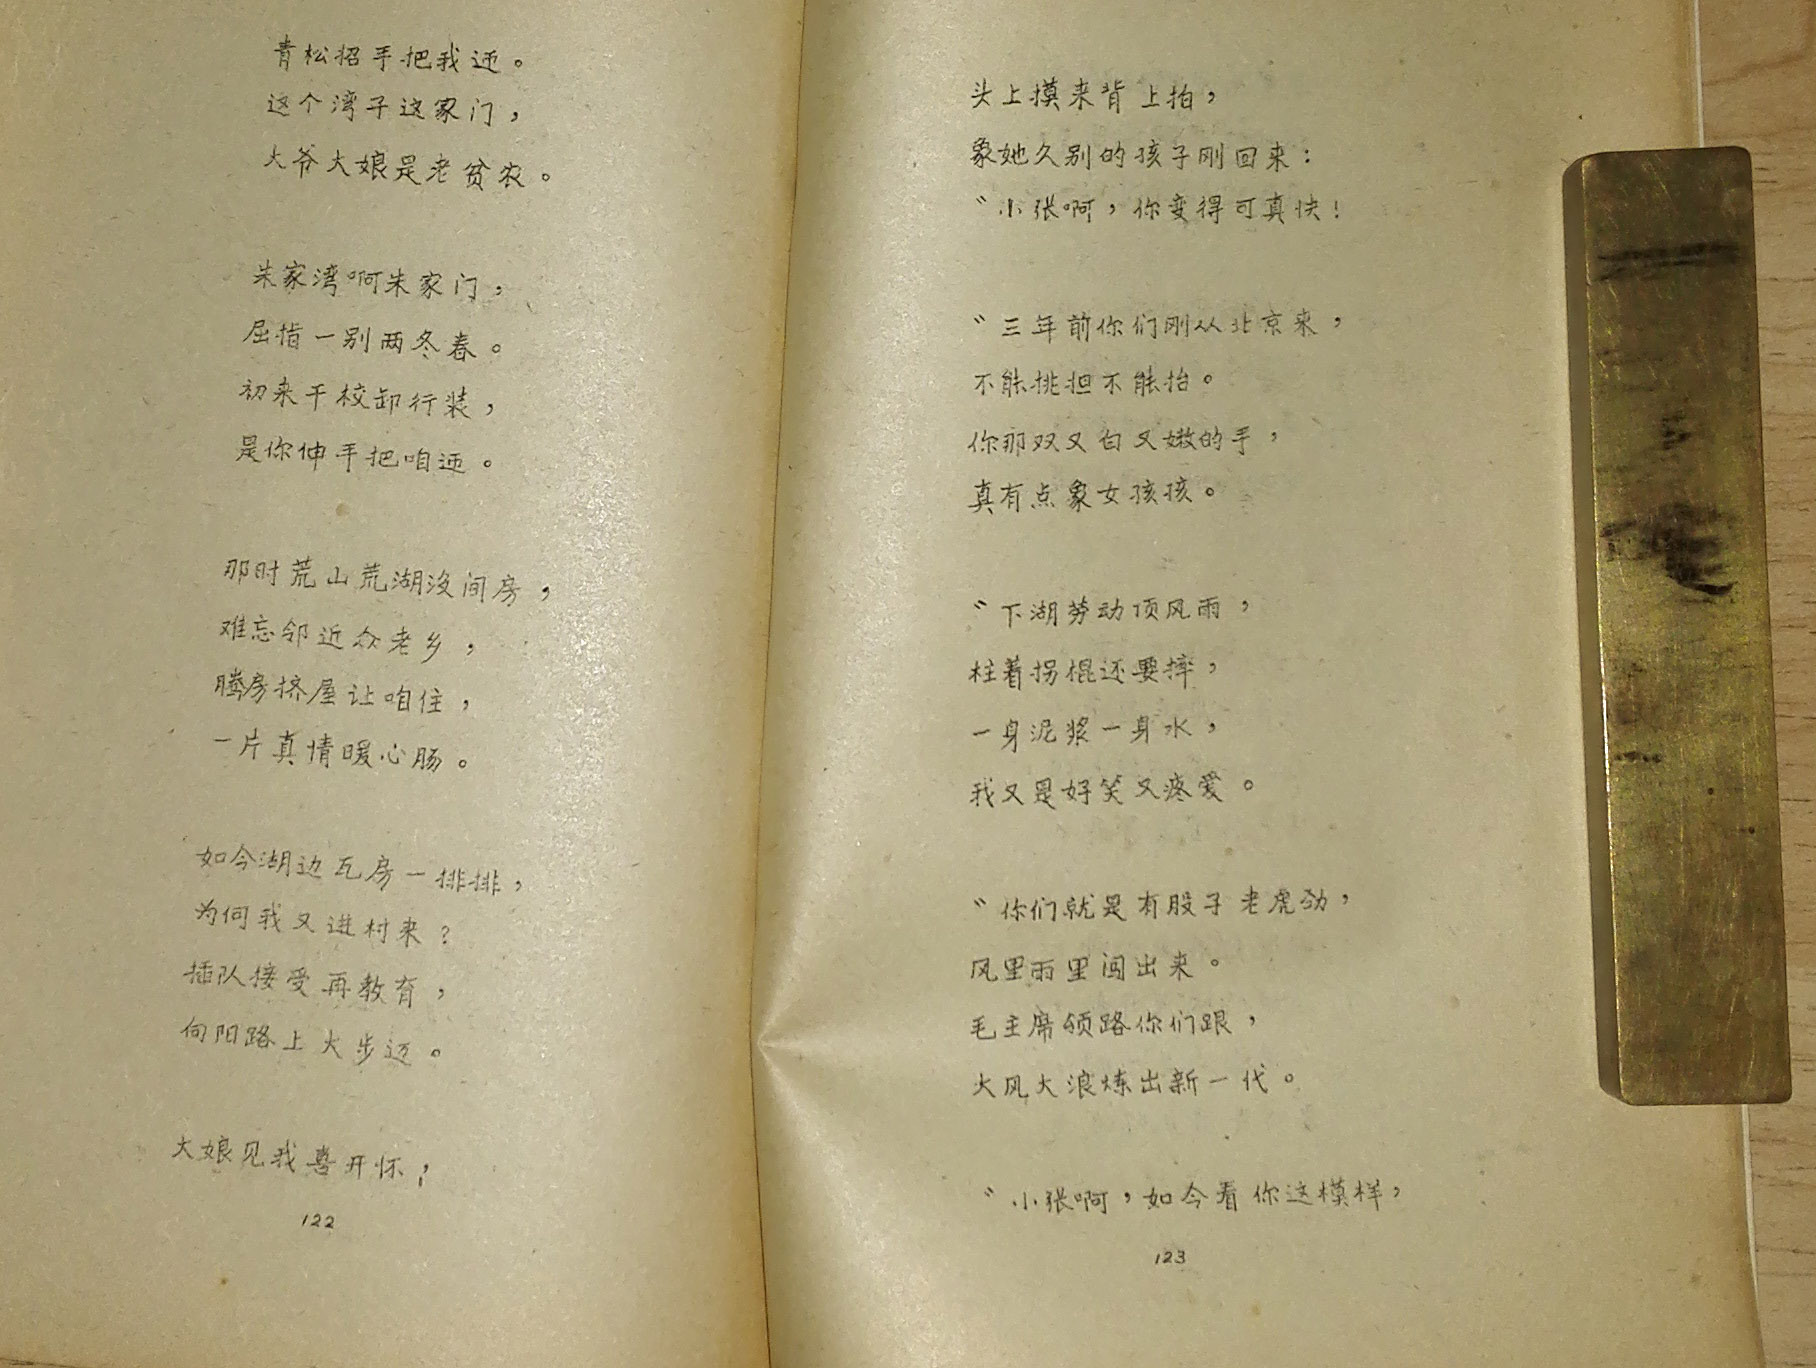 青松招手把我迊。
这个湾子这家门，
大爷大娘是老贫农。
朱家湾啊朱家门，
屈指一别两冬春。
初来干校卸行装，
是你伸手把咱迊。
那时荒山荒湖没间房，
难忘邻近众老乡，
腾房挤屋让咱住，
一片真情暖心肠。
如今湖边瓦房一排排，
为何我又进村来？
插队接受再教育，
向阳路上大步迈。
大娘见我喜开怀；
122
头上摸来背上拍，
象她久别的孩子刚回来：
“小张啊，你变得可真快！
“三年前你们刚从北京来，
不能挑担不能抬。
你那双又白又嫩的手，
真有点象女孩孩。
“下湖劳动顶风雨，
柱着拐棍还要摔，
一身泥浆一身水，
我又是好笑又疼爱。
“你们就是有股子老虎劲，
风里雨里闯出来。
毛主席领路你们跟，
大风大浪炼出新一代。
“小张啊，如今看你这模样，
123